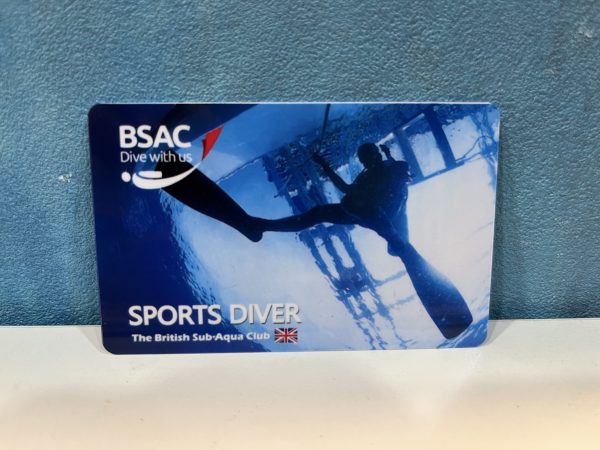 BSAC
Dive with us
SPORTS DIVER
The British Sub-Aqua Club